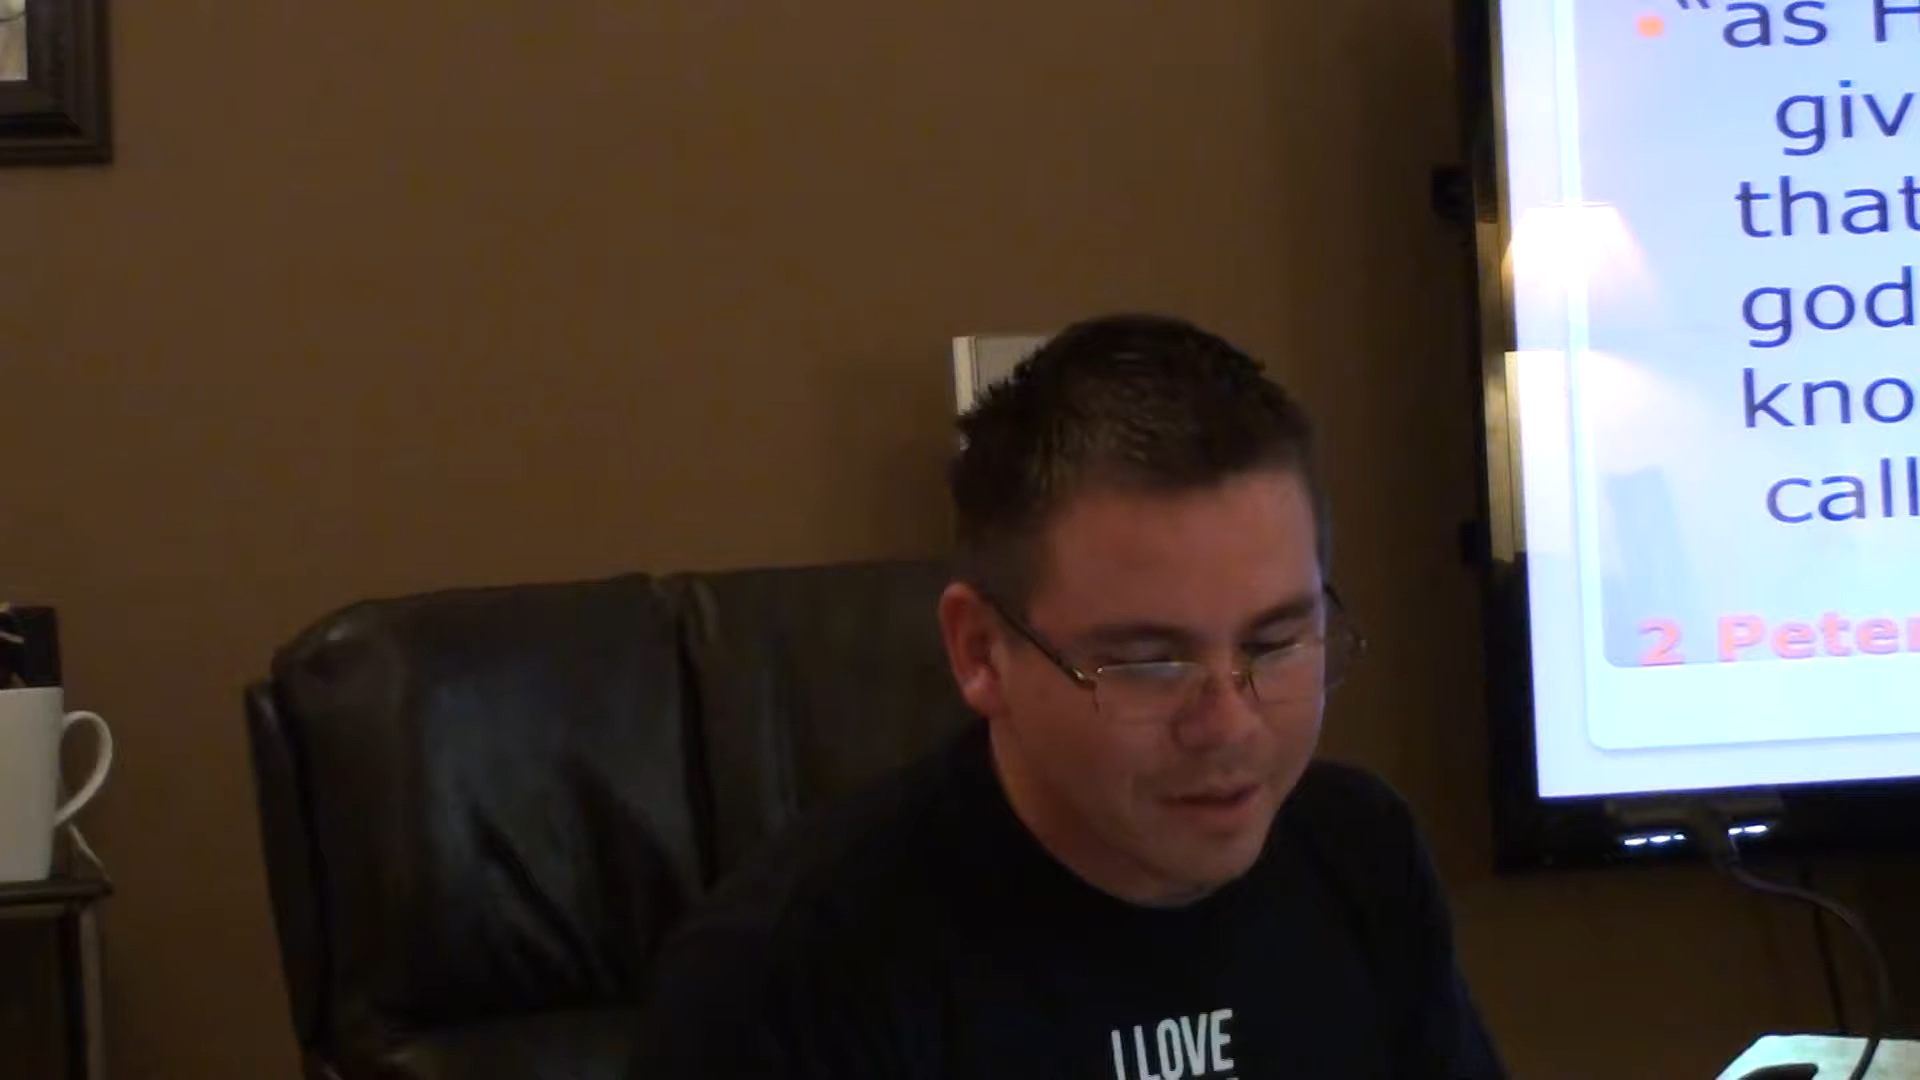 "as H
giv
that
god
kno
call
2 Peter
I LOVE